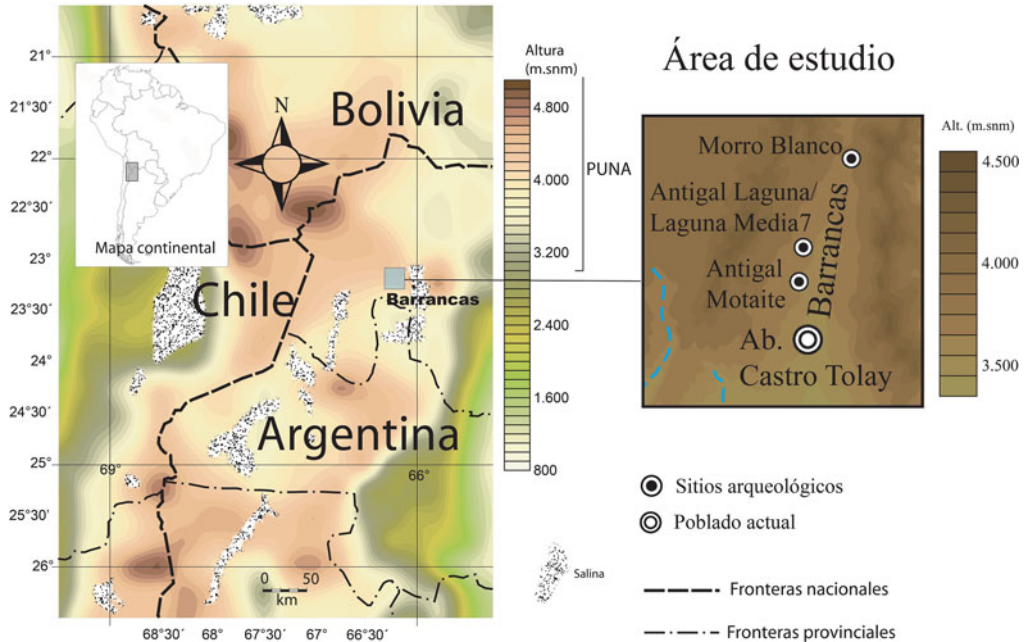 21°
21°30´
22°
22°30´
23°
23°30´
24°
24°30´
25°
25°30´
26°
68°30´
68°
67°30´
67°
66°30´
69°
66°
Mapa continental
N
Bolivia
Chile
Argentina
Barrancas
0 50
km
Altura
(m.snm)
4.800
4.000
3.200
2.400
1.600
800
PUNA
Salina
Área de estudio
Morro Blanco
Antigal Laguna/
Laguna Media7
Antigal
Motaite
Barrancas
Ab.
Castro Tolay
Alt. (m.snm)
4.500
4.000
3.500
Sitios arqueológicos
Poblado actual
Fronteras nacionales
Fronteras provinciales